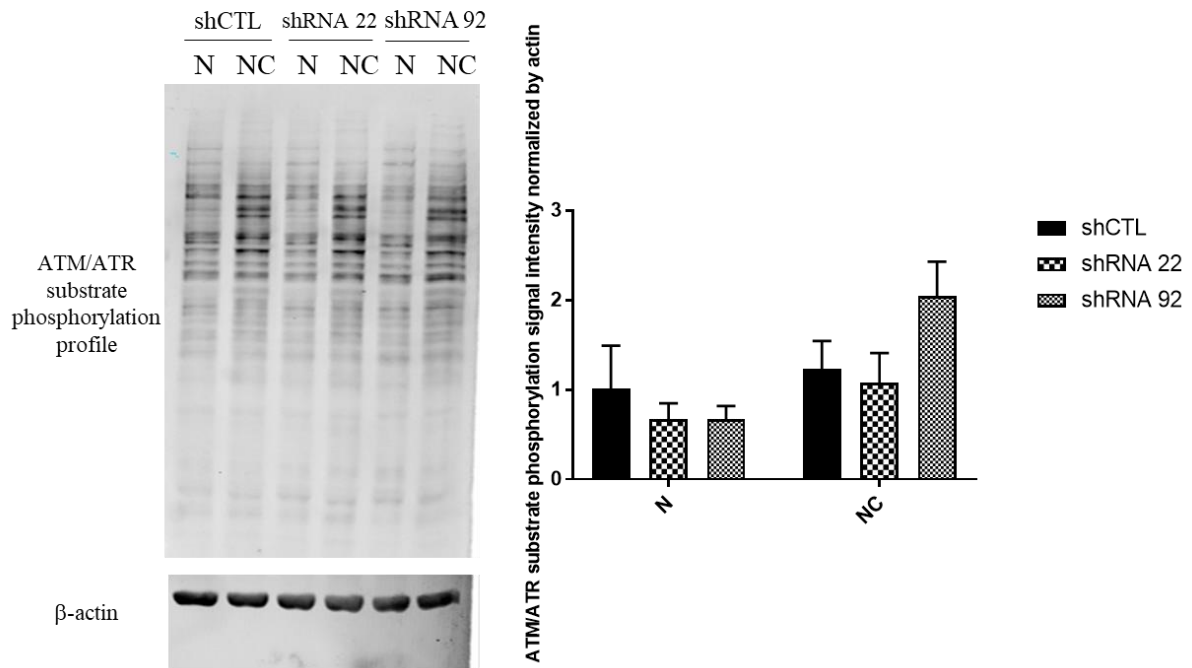 shCTL shRNA 22 shRNA 92
N NC N NC N NC
ATM/ATR
substrate
phosphorylation
profile
β-actin
ATM/ATR substrate phosphorylation signal intensity normalized by actin
3
2
1
0
N NC
shCTL
shRNA 22
shRNA 92